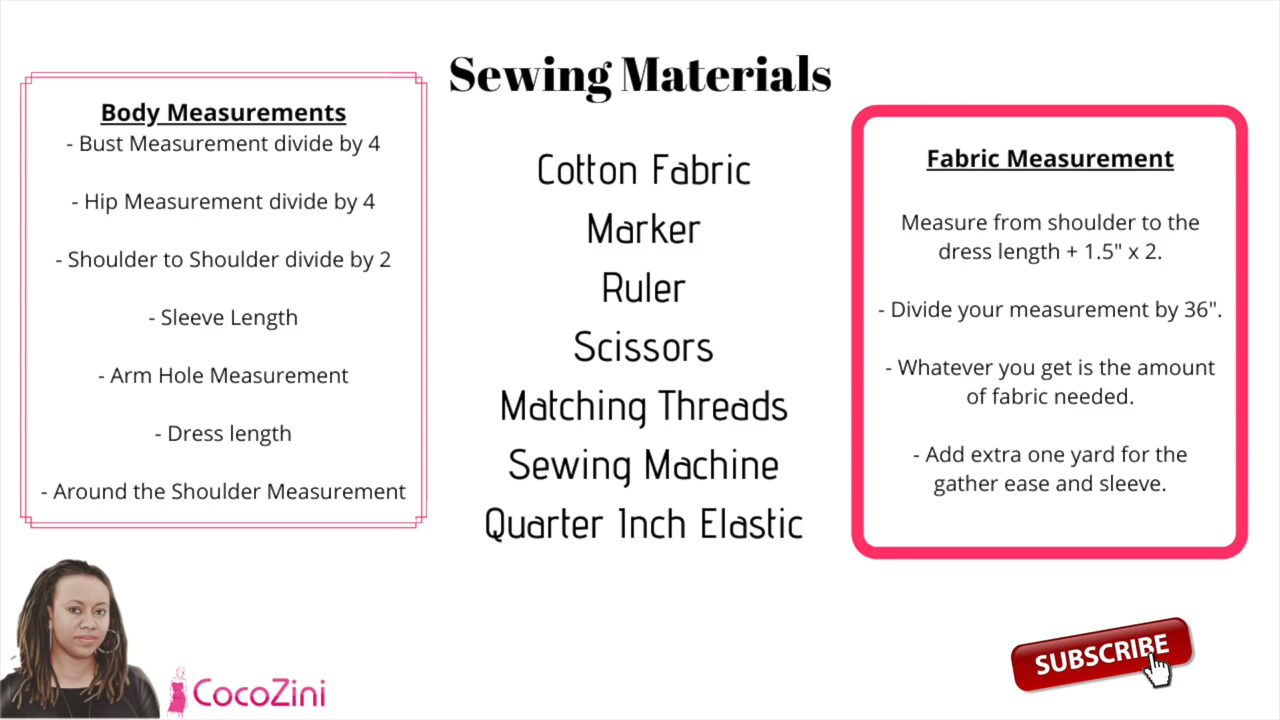 Sewing Materials
Body Measurements
- Bust Measurement divide by 4
- Hip Measurement divide by 4
- Shoulder to Shoulder divide by 2
- Sleeve Length
- Arm Hole Measurement
- Dress length
- Around the Shoulder Measurement
Cotton Fabric
Marker
Ruler
Scissors
Matching Threads
Sewing Machine
Quarter Inch Elastic
Fabric Measurement
Measure from shoulder to the
dress length + 1.5" x 2.
- Divide your measurement by 36".
- Whatever you get is the amount
of fabric needed.
- Add extra one yard for the
gather ease and sleeve.
CocoZini
SUBSCRIBE